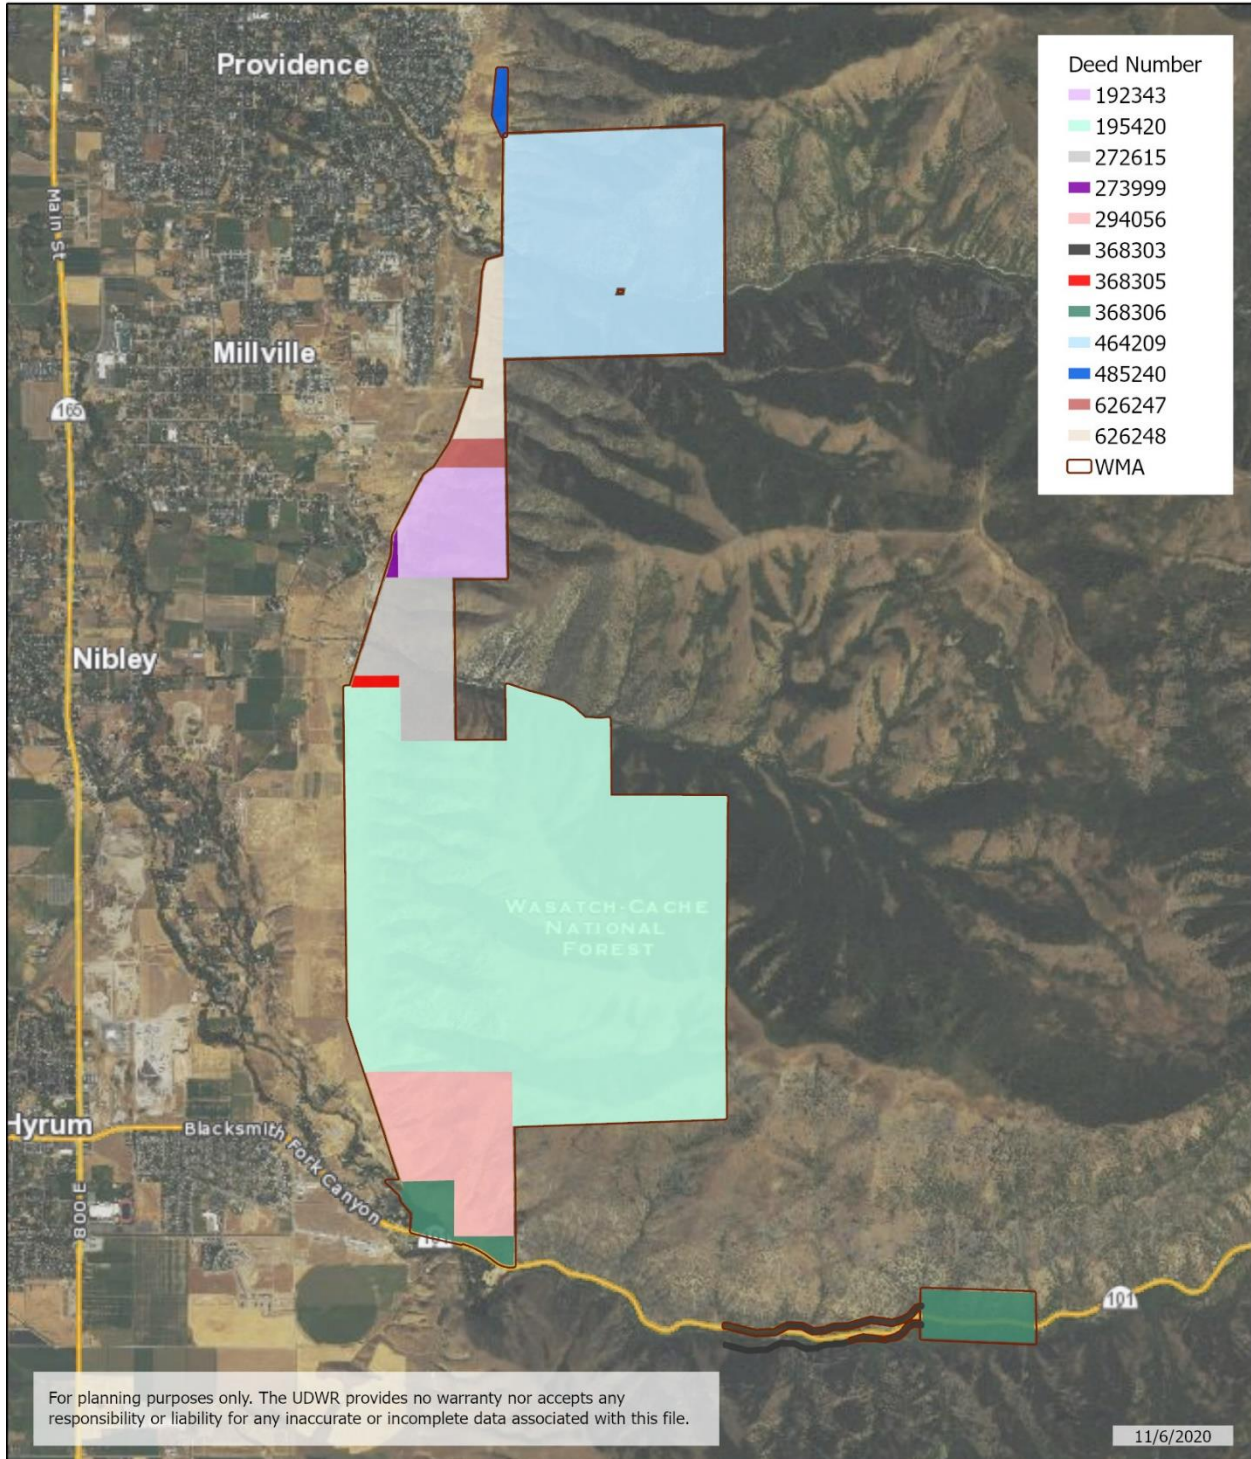 Providence
Deed Number
192343
195420
272615
273999
294056
368303
368305
368306
464209
485240
626247
626248
WMA
Main St
Millville
165
Nibley
WASATCH-CACHE
NATIONAL
FOREST
Hyrum
Blacksmith Fork Canyon
800 E
101
101
For planning purposes only. The UDWR provides no warranty nor accepts any
responsibility or liability for any inaccurate or incomplete data associated with this file.
11/6/2020